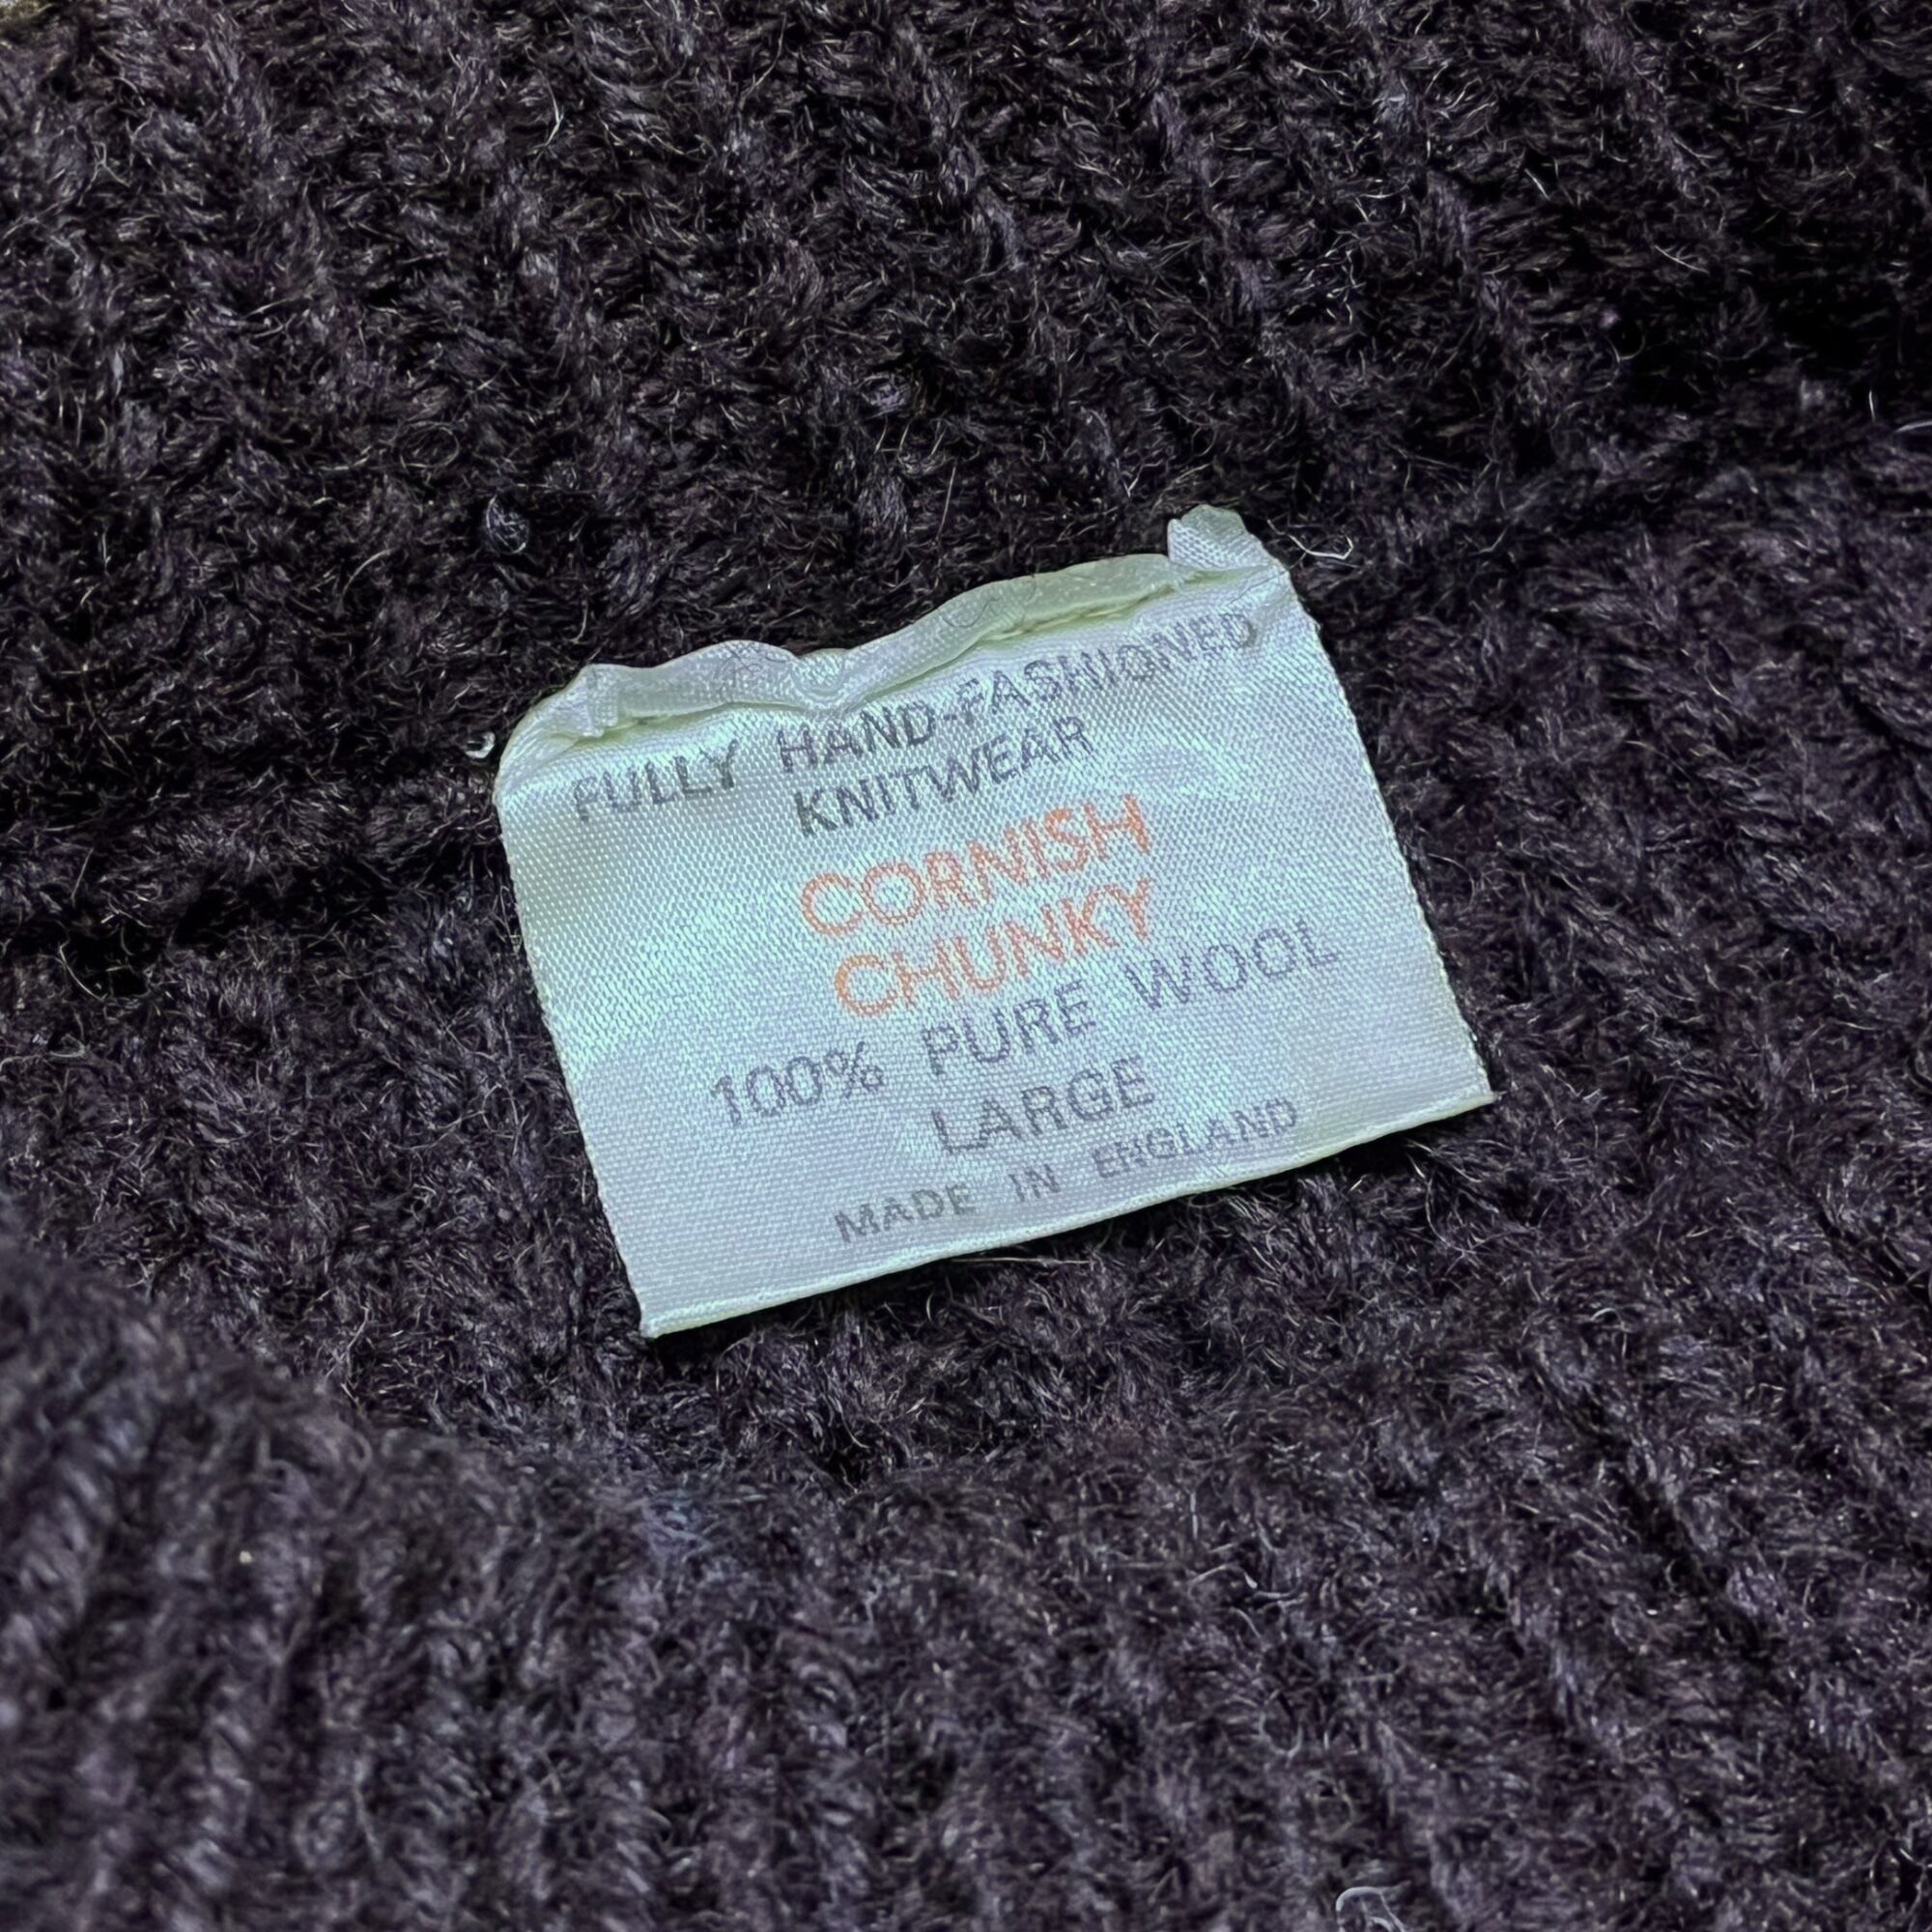 FULLY HAND-FASHIONED
KNITWEAR
CORNISH
CHUNKY
100% PURE WOOL
LARGE
MADE IN ENGLAND